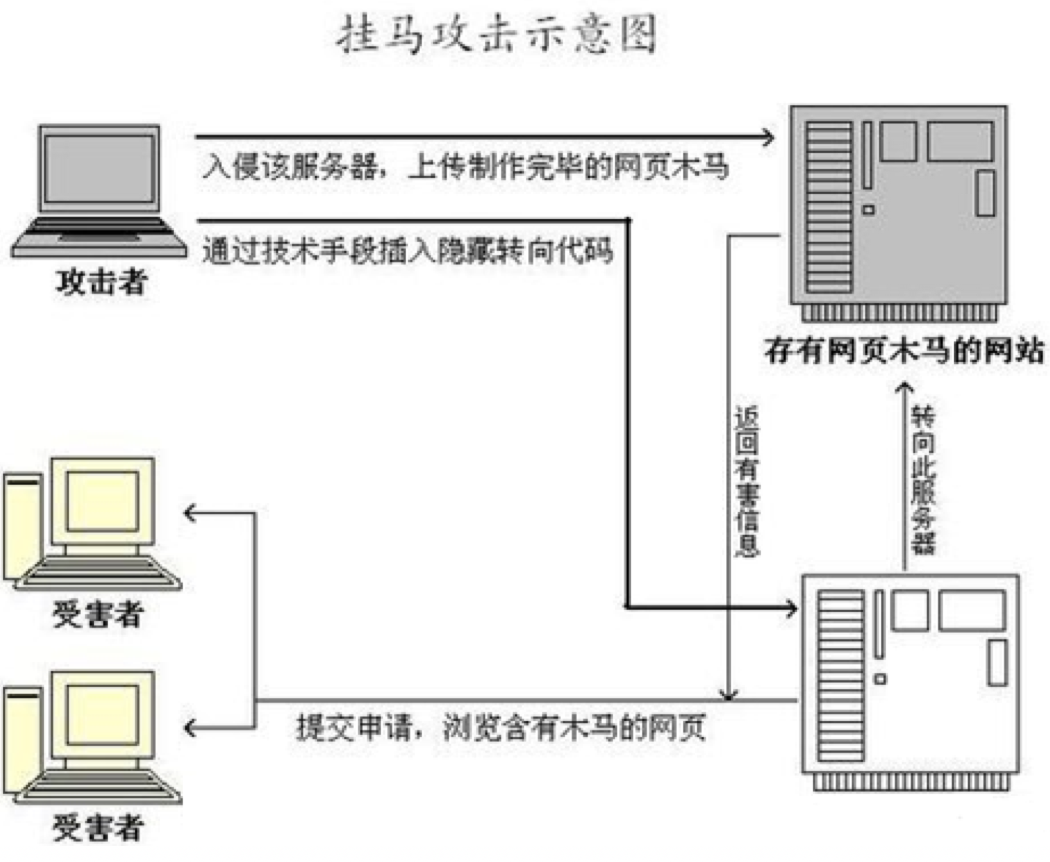 挂马攻击示意图
入侵该服务器，上传制作完毕的网页木马
通过技术手段插入隐藏转向代码
攻击者
存有网页木马的网站
返回有害信息
转向此服务器
受害者
提交申请，浏览含有木马的网页
受害者